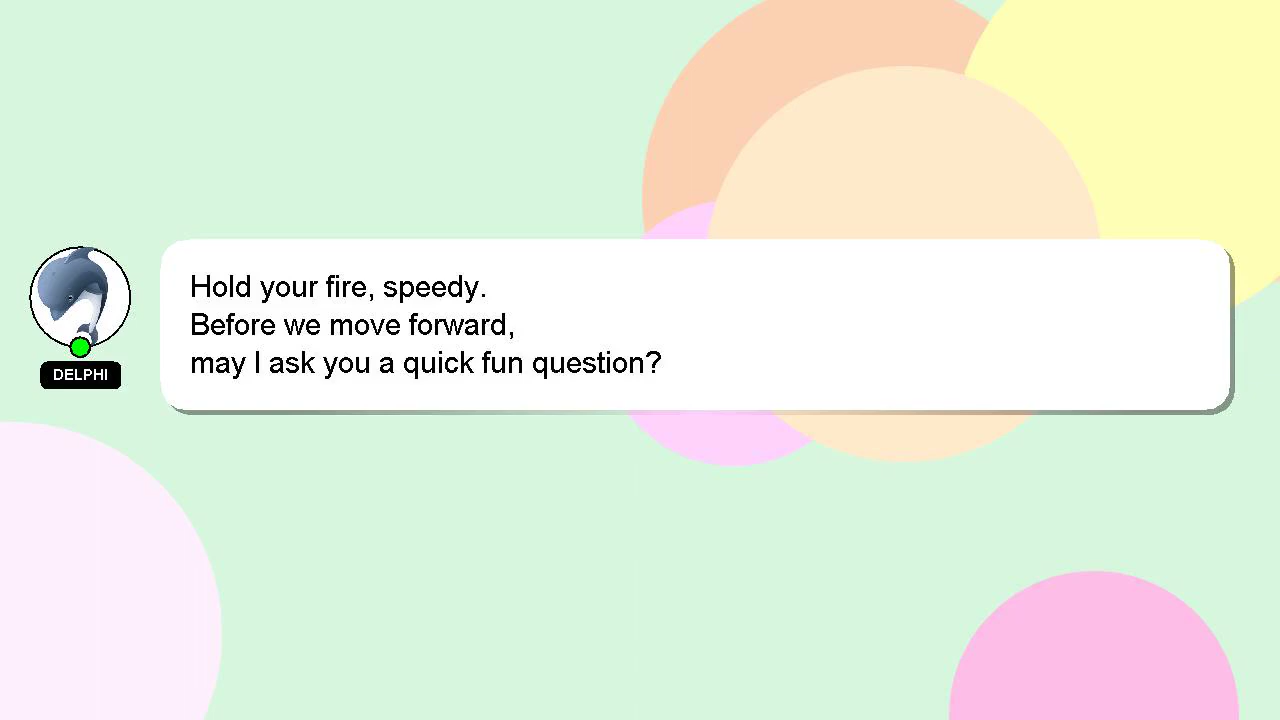 Hold your fire, speedy.
Before we move forward,
may I ask you a quick fun question?
DELPHI